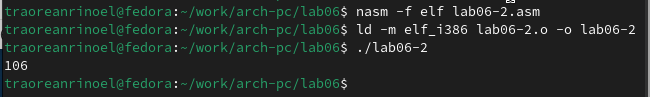 traoreanrinoel@fedora:~/work/arch-pc/lab06$ nasm -f elf lab06-2.asm
traoreanrinoel@fedora:~/work/arch-pc/lab06$ ld -m elf_i386 lab06-2.o -o lab06-2
traoreanrinoel@fedora:~/work/arch-pc/lab06$ ./lab06-2
106
traoreanrinoel@fedora:~/work/arch-pc/lab06$